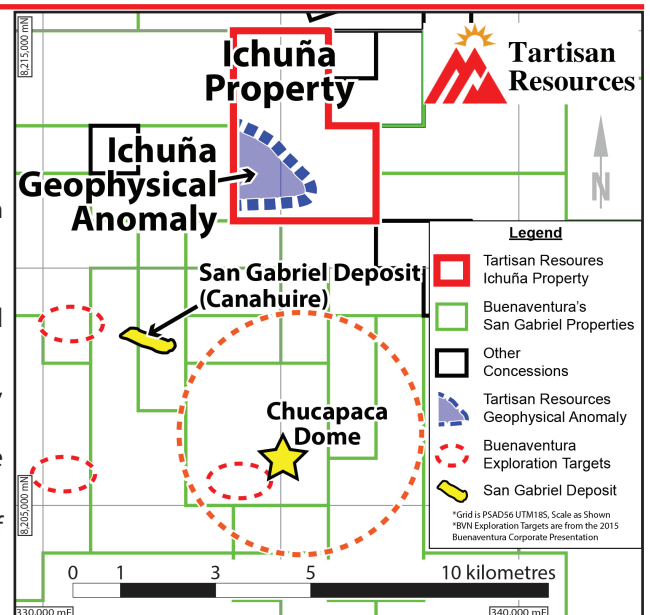 8,215,000 mN
Ichuña
Property
Tartisan
Resources
Ichuña
Geophysical
Anomaly
N
San Gabriel Deposit
(Canahuire)
Chucapaca
Dome
8,205,000 mN
Legend
Tartisan Resoures
Ichuña Property
Buenaventura's
San Gabriel Properties
Other
Concessions
Tartisan Resources
Geophysical Anomaly
Buenaventura
Exploration Targets
San Gabriel Deposit
*Grid is PSAD56 UTM18S, Scale as Shown
*BVN Exploration Targets are from the 2015
Buenaventura Corporate Presentation
0 1 3 5 10 kilometres
330,000 mE
340,000 mE